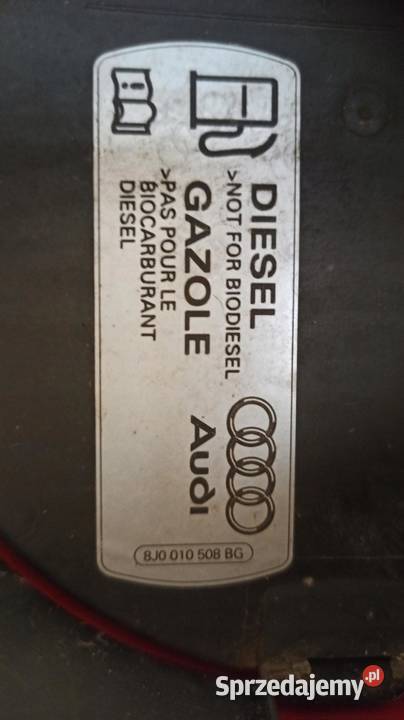 DIESEL
>NOT FOR BIODIESEL
GAZOLE
>PAS POUR LE
BIOCARBURANT
DIESEL
Audi
8J0 010 508 BG
Sprzedajemy.pl